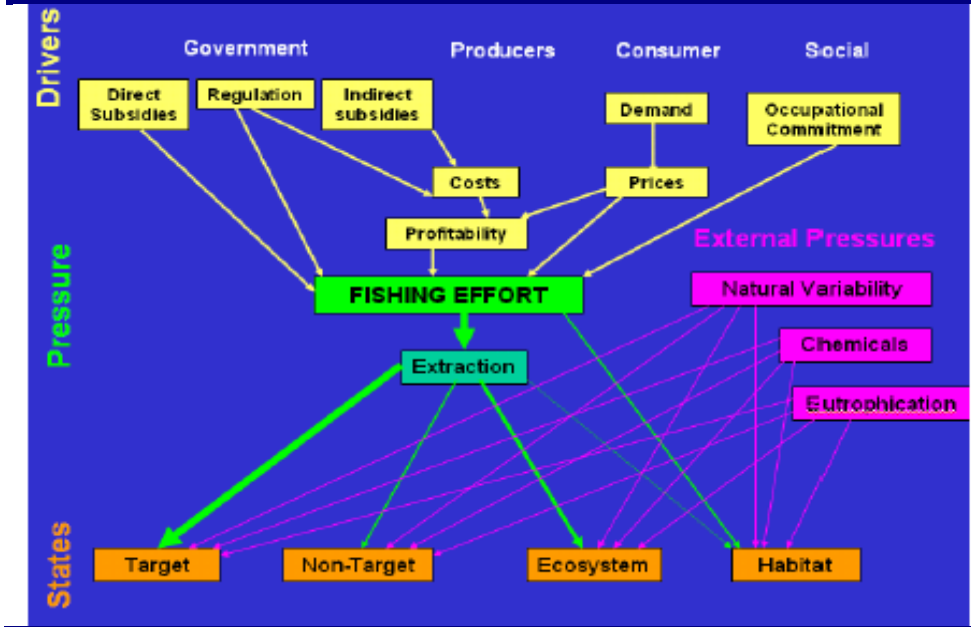 Drivers
Government
Producers
Consumer
Social
Direct
Subsidies
Regulation
Indirect
subsidies
Demand
Occupational
Commitment
Costs
Prices
Profitability
Pressure
External Pressures
FISHING EFFORT
Natural Variability
Chemicals
Extraction
Eutrophication
States
Target
Non-Target
Ecosystem
Habitat